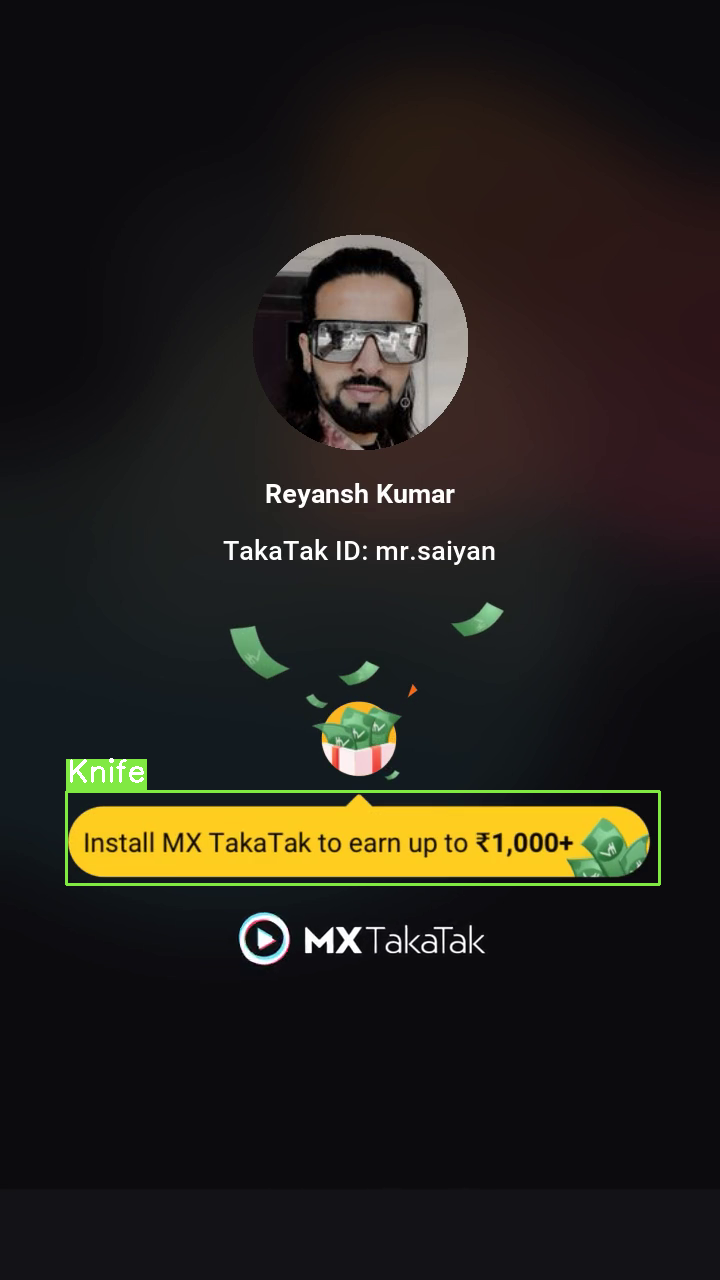 Reyansh Kumar
TakaTak ID: mr.saiyan
Knife
Install MX TakaTak to earn up to ₹1,000+
MX TakaTak